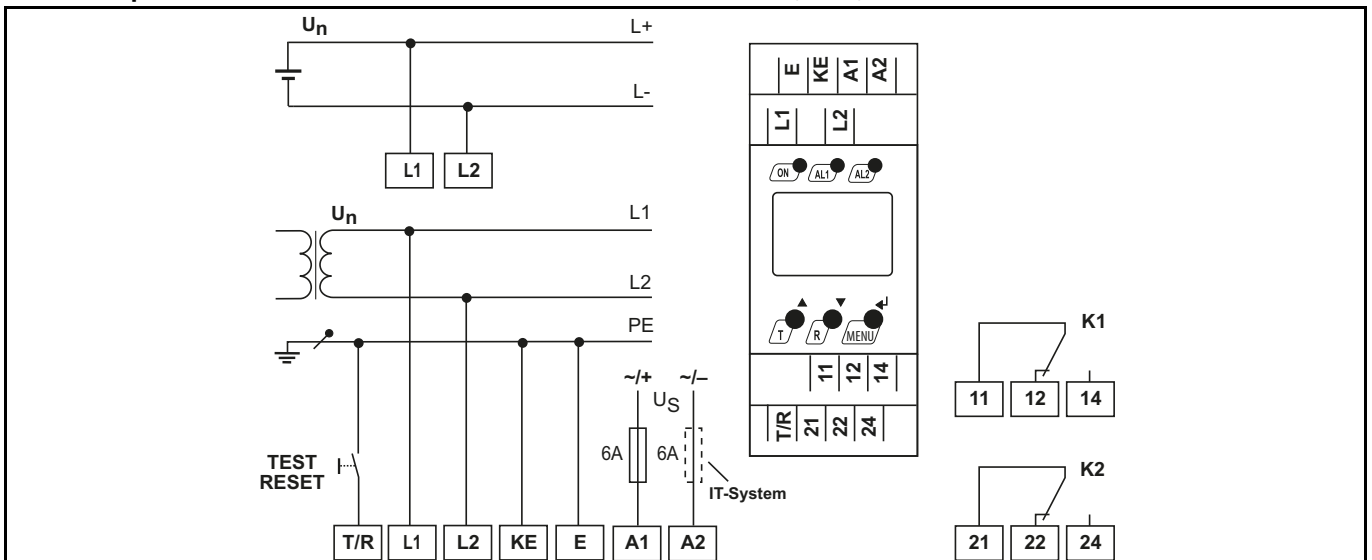 Un
L+
L-
L1 L2
Un
L1
L2
PE
~/+ ~/–
US
6A 6A
TEST
RESET
IT-System
T/R L1 L2 KE E A1 A2
E KE A1 A2
L1 L2
ON AL1 AL2
T R MENU
11 12 14
T/R 21 22 24
K1
11 12 14
K2
21 22 24